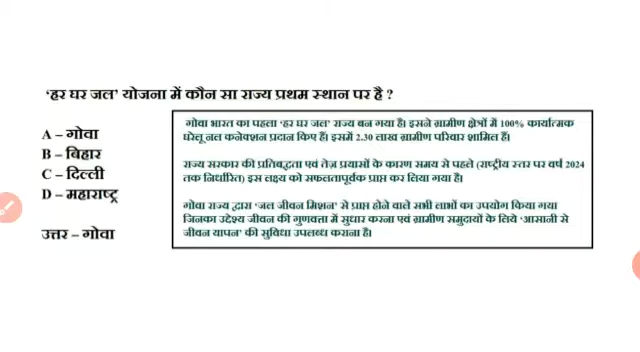 ‘हर घर जल’ योजना में कौन सा राज्य प्रथम स्थान पर है ?
A – गोवा
B – बिहार
C – दिल्ली
D – महाराष्ट्र
उत्तर – गोवा
गोवा भारत का पहला ‘हर घर जल’ राज्य बन गया है। इसने ग्रामीण क्षेत्रों में 100% कार्यात्मक
घरेलू नल कनेक्शन प्रदान किए हैं। इसमें 2.30 लाख ग्रामीण परिवार शामिल हैं।
राज्य सरकार की प्रतिबद्धता एवं तेज़ प्रयासों के कारण समय से पहले (राष्ट्रीय स्तर पर वर्ष 2024
तक निर्धारित) इस लक्ष्य को सफलतापूर्वक प्राप्त कर लिया गया है।
गोवा राज्य द्वारा ‘जल जीवन मिशन’ से प्राप्त होने वाले सभी लाभों का उपयोग किया गया
जिनका उद्देश्य जीवन की गुणवत्ता में सुधार करना एवं ग्रामीण समुदायों के लिये ‘आसानी से
जीवन यापन’ की सुविधा उपलब्ध कराना है।